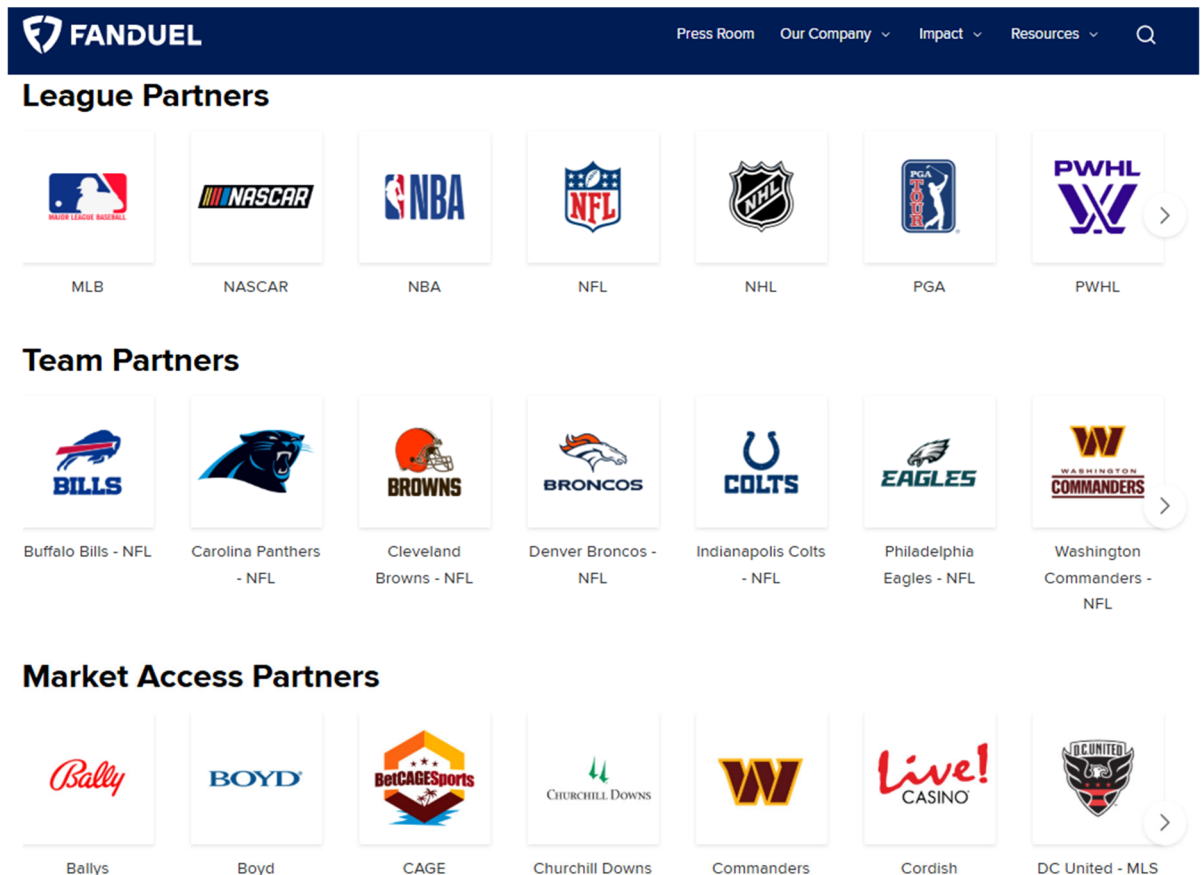 FANDUEL
Press Room Our Company Impact Resources
League Partners
MAJOR LEAGUE BASEBALL NASCAR NBA NFL NHL PGA TOUR PWHL
MLB NASCAR NBA NFL NHL PGA PWHL
Team Partners
BILLS BROWNS BRONCOS COLTS EAGLES WASHINGTON COMMANDERS
Buffalo Bills - NFL Carolina Panthers Cleveland Denver Broncos - Indianapolis Colts Philadelphia Washington
- NFL Browns - NFL NFL - NFL Eagles - NFL Commanders -
NFL
Market Access Partners
Bally BOYD BetCAGESports CHURCHILL DOWNS W Live! CASINO D.C. UNITED
Ballys Boyd CAGE Churchill Downs Commanders Cordish DC United - MLS